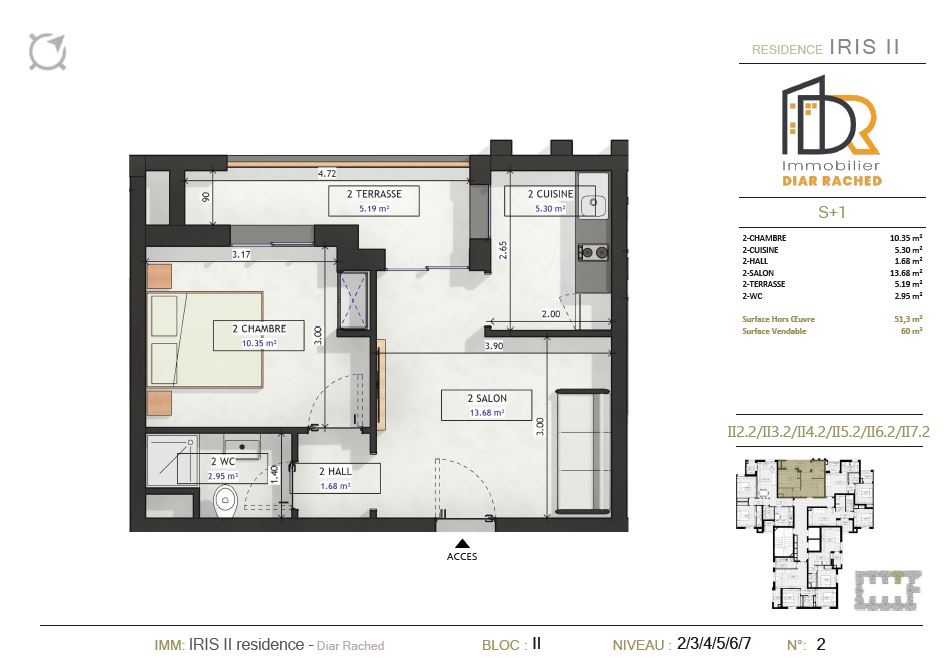 RESIDENCE IRIS II
DR
Immobilier
DIAR RACHED
S+1
2-CHAMBRE 10.35 m²
2-CUISINE 5.30 m²
2-HALL 1.68 m²
2-SALON 13.68 m²
2-TERRASSE 5.19 m²
2-WC 2.95 m²
Surface Hors Œuvre 51,3 m²
Surface Vendable 60 m²
II2.2/II3.2/II4.2/II5.2/II6.2/II7.2
4.72
90
2 TERRASSE
5.19 m²
2 CUISINE
5.30 m²
2.65
3.17
2.00
2 CHAMBRE
10.35 m²
3.00
3.90
2 SALON
13.68 m²
3.00
2 WC
2.95 m²
1.40
2 HALL
1.68 m²
ACCES
IMM: IRIS II residence - Diar Rached BLOC : II NIVEAU : 2/3/4/5/6/7 N°: 2